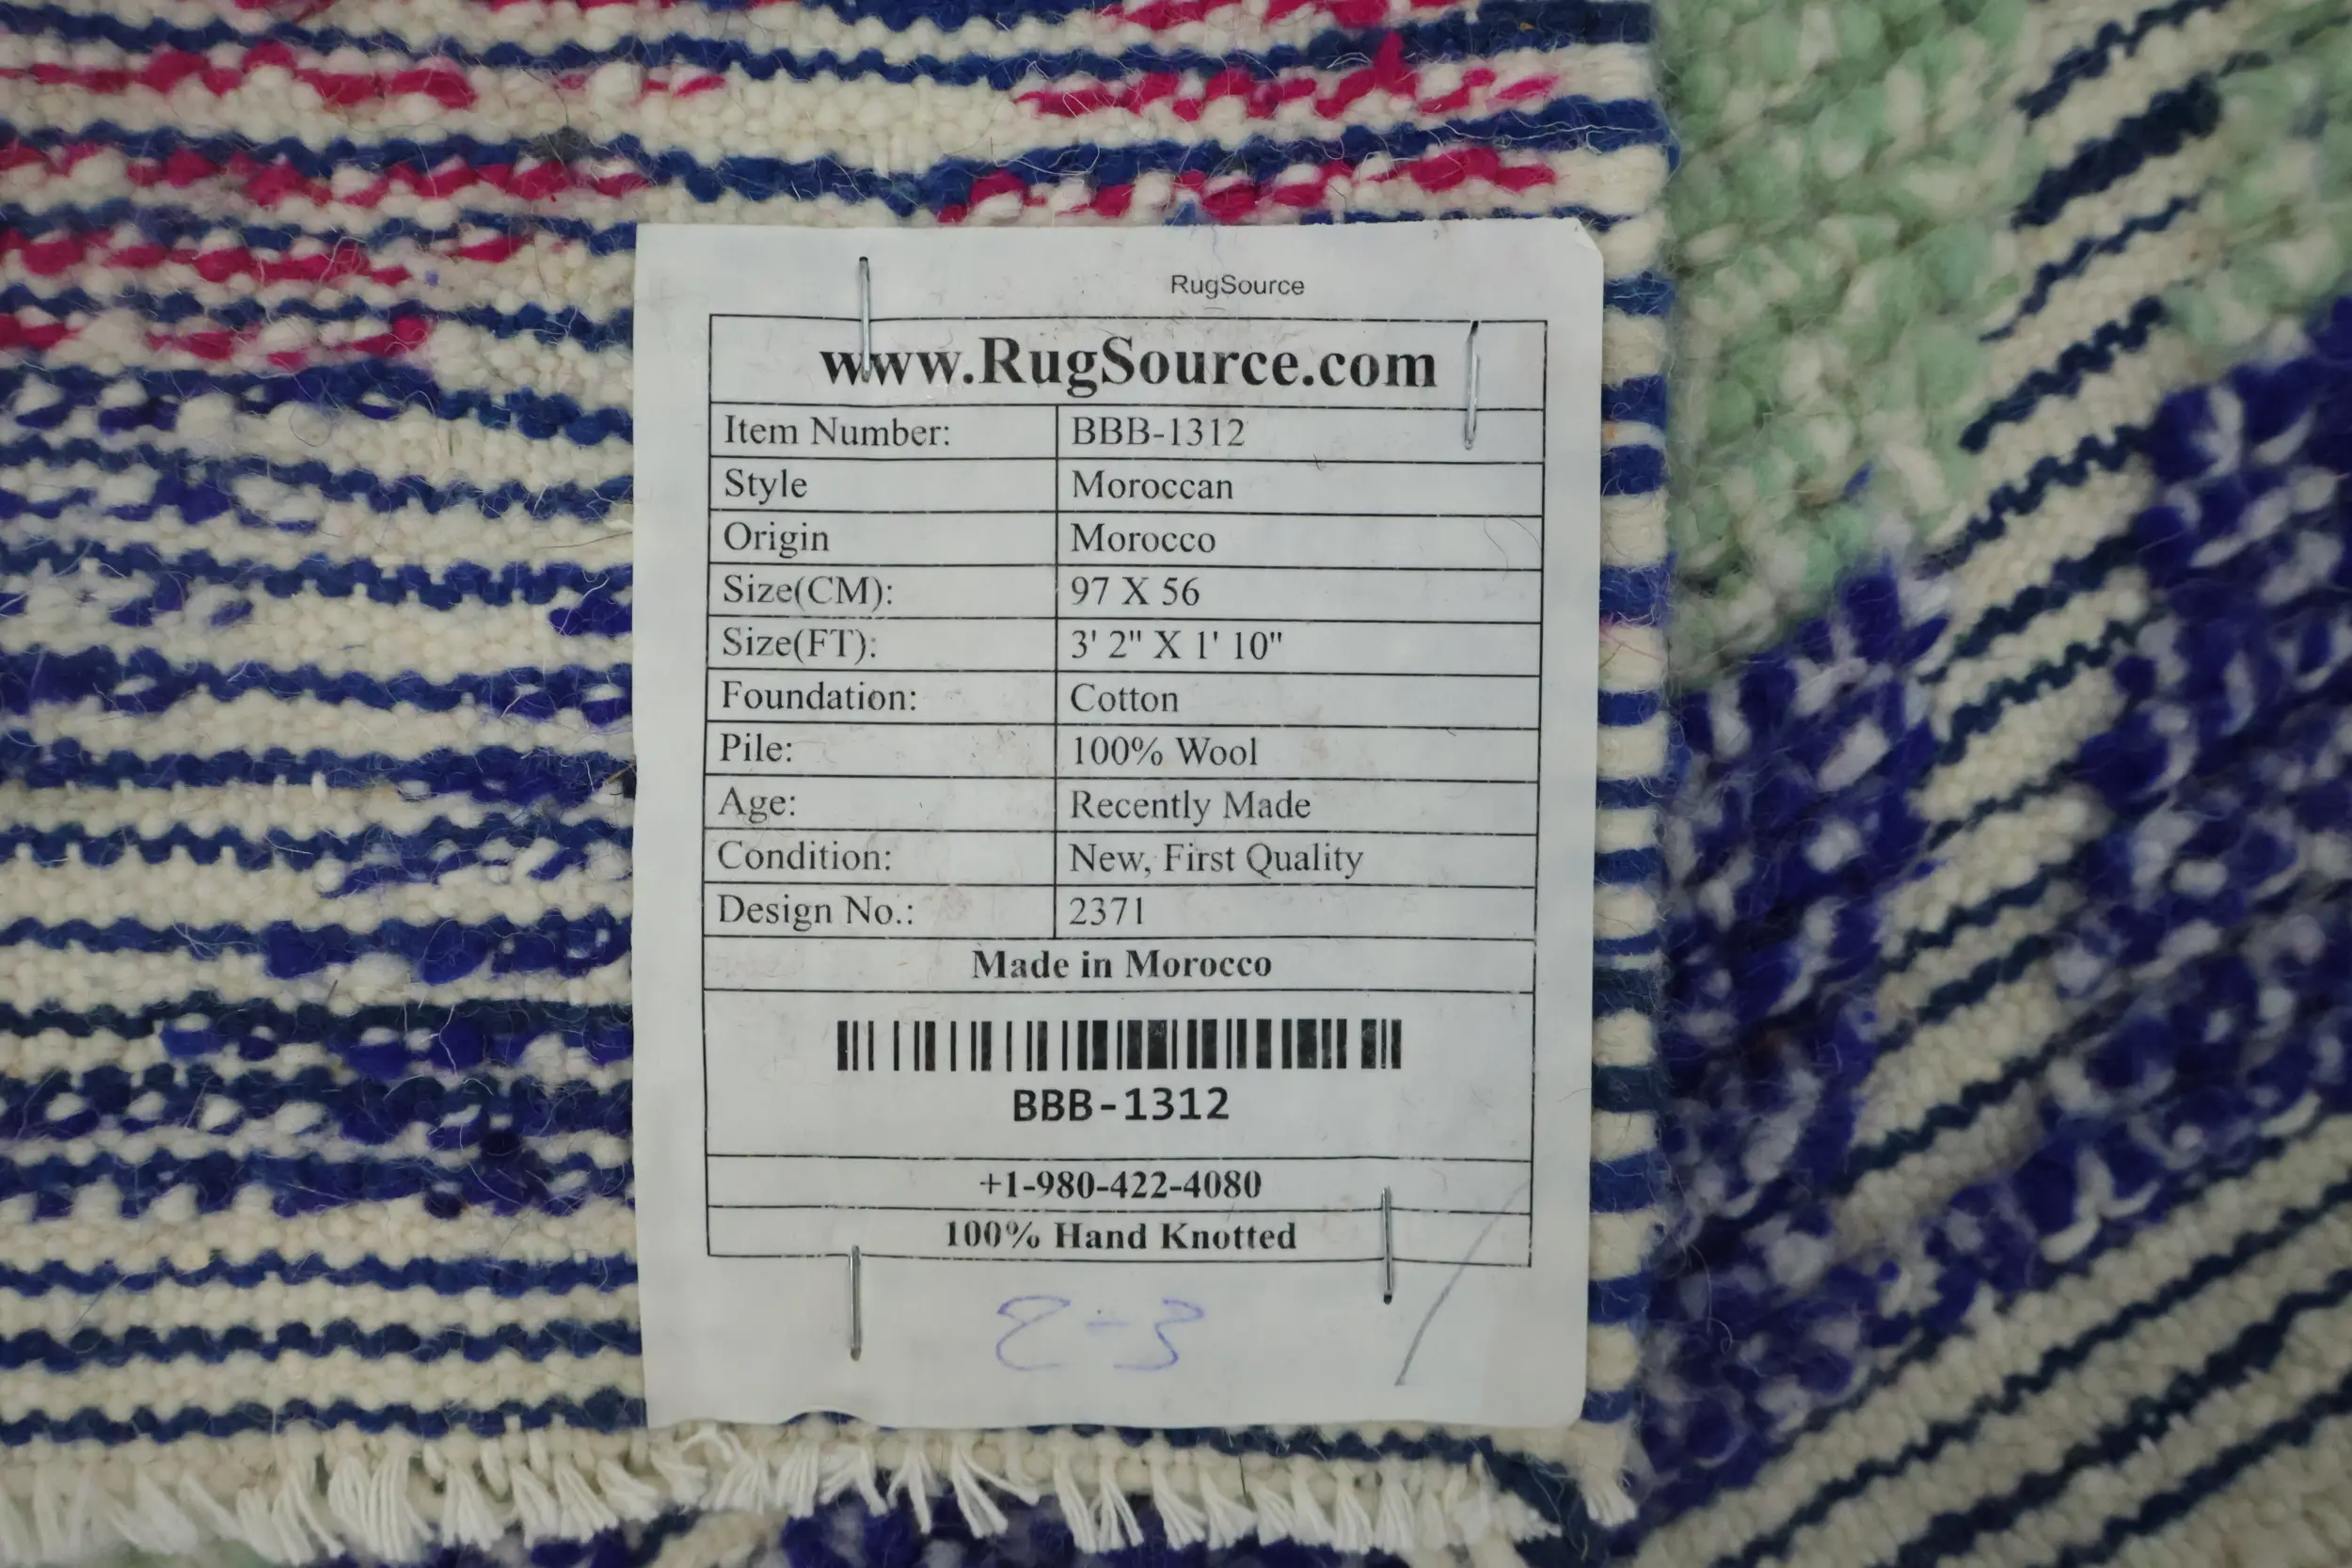 RugSource
www.RugSource.com
Item Number: BBB-1312
Style Moroccan
Origin Morocco
Size(CM): 97 X 56
Size(FT): 3' 2" X 1' 10"
Foundation: Cotton
Pile: 100% Wool
Age: Recently Made
Condition: New, First Quality
Design No.: 2371
Made in Morocco
BBB-1312
+1-980-422-4080
100% Hand Knotted